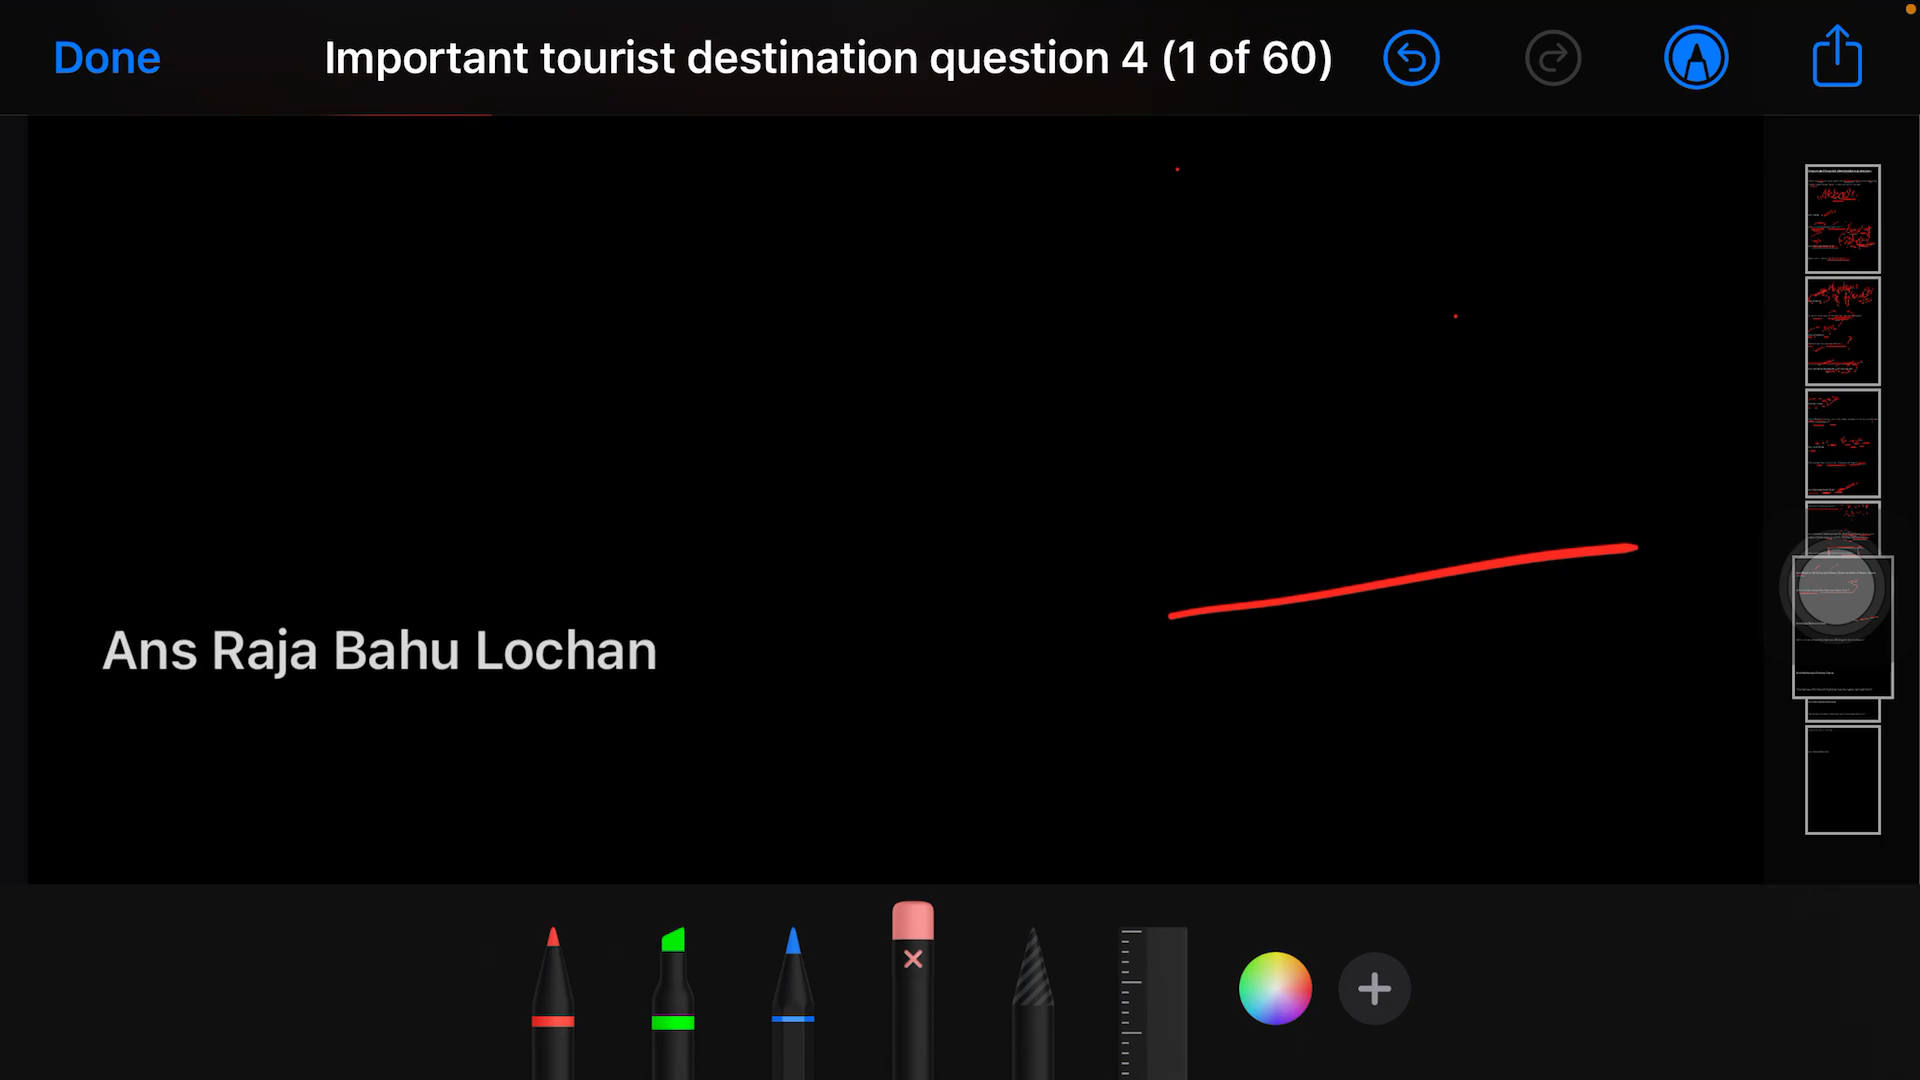 Done
Important tourist destination question 4 (1 of 60)
Ans Raja Bahu Lochan